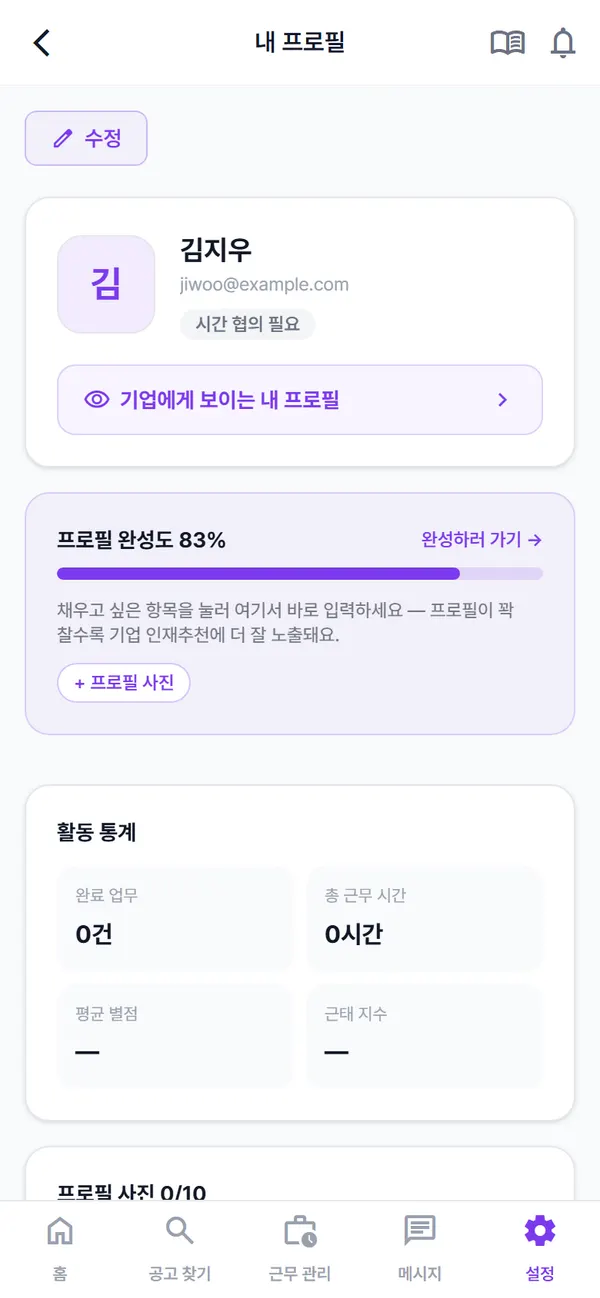 내 프로필
수정
김
김지우
jiwoo@example.com
시간 협의 필요
기업에게 보이는 내 프로필
프로필 완성도 83%
완성하러 가기 →
채우고 싶은 항목을 눌러 여기서 바로 입력하세요 — 프로필이 꽉
찰수록 기업 인재추천에 더 잘 노출돼요.
+ 프로필 사진
활동 통계
완료 업무
0건
총 근무 시간
0시간
평균 별점
—
근태 지수
—
프로필 사진 0/10
홈
공고 찾기
근무 관리
메시지
설정